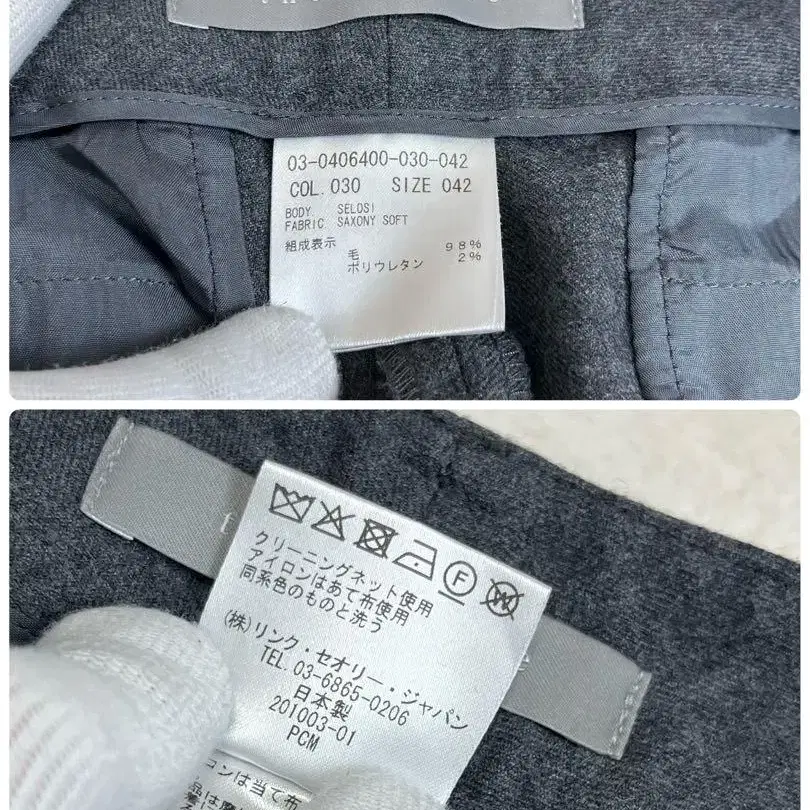 03-0406400-030-042
COL. 030 SIZE 042
BODY. SELOSI
FABRIC SAXONY SOFT
組成表示
毛 98%
ポリウレタン 2%
F
W
クリーニングネット使用
アイロンはあて布使用
同系色のものと洗う
(株)リンク・セオリー・ジャパン
TEL.03-6865-0206
日本製
201003-01
PCM